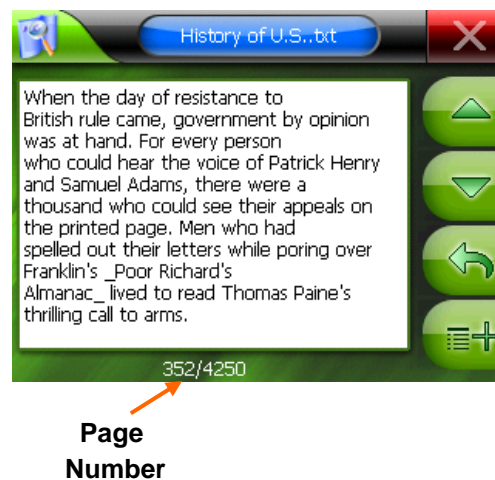 History of U.S..txt
When the day of resistance to
British rule came, government by opinion
was at hand. For every person
who could hear the voice of Patrick Henry
and Samuel Adams, there were a
thousand who could see their appeals on
the printed page. Men who had
spelled out their letters while poring over
Franklin's _Poor Richard's
Almanac_ lived to read Thomas Paine's
thrilling call to arms.
352/4250
Page
Number